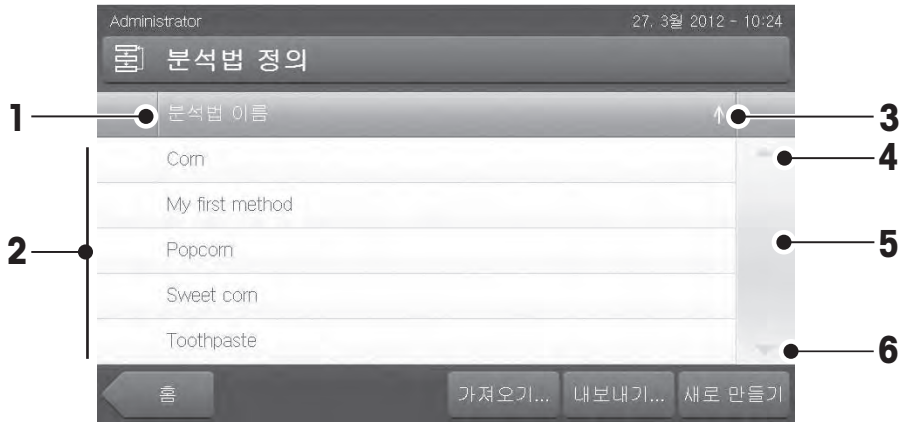 Administrator 27. 3월 2012 - 10:24
분석법 정의
1 분석법 이름 3
Corn 4
My first method
2 Popcorn 5
Sweet corn
Toothpaste 6
홈 가져오기... 내보내기... 새로 만들기